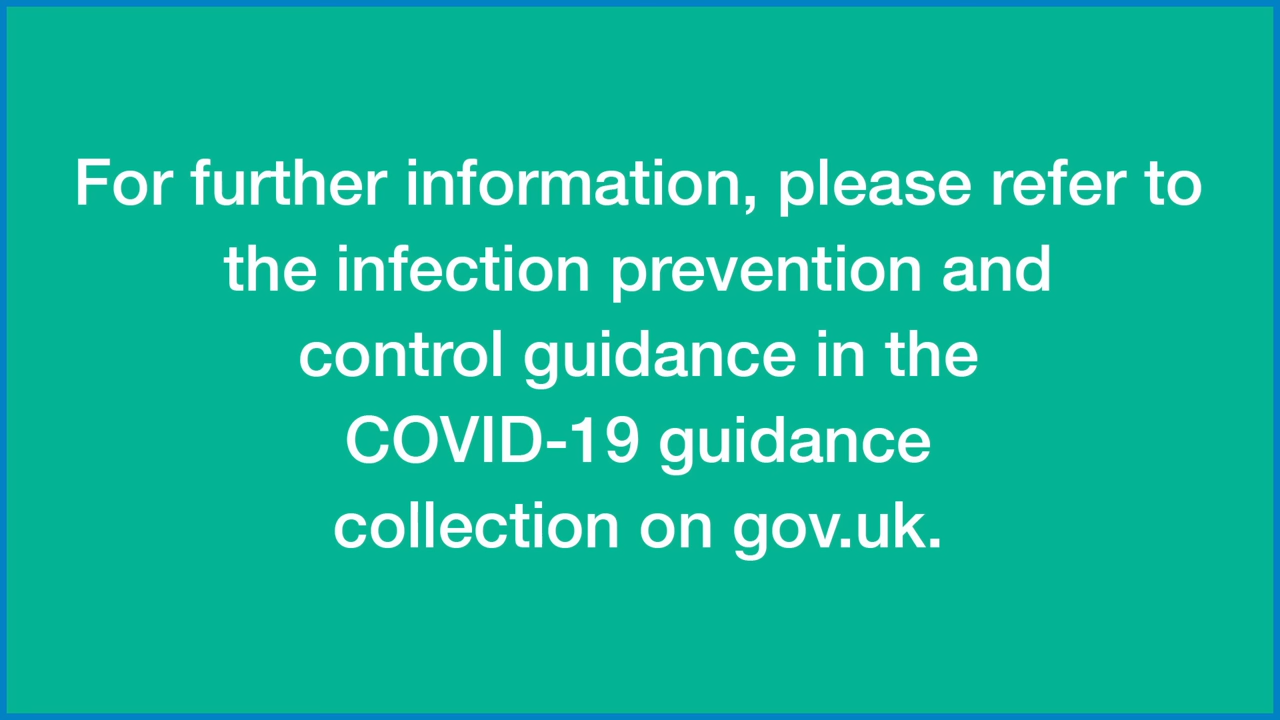 For further information, please refer to
the infection prevention and
control guidance in the
COVID-19 guidance
collection on gov.uk.